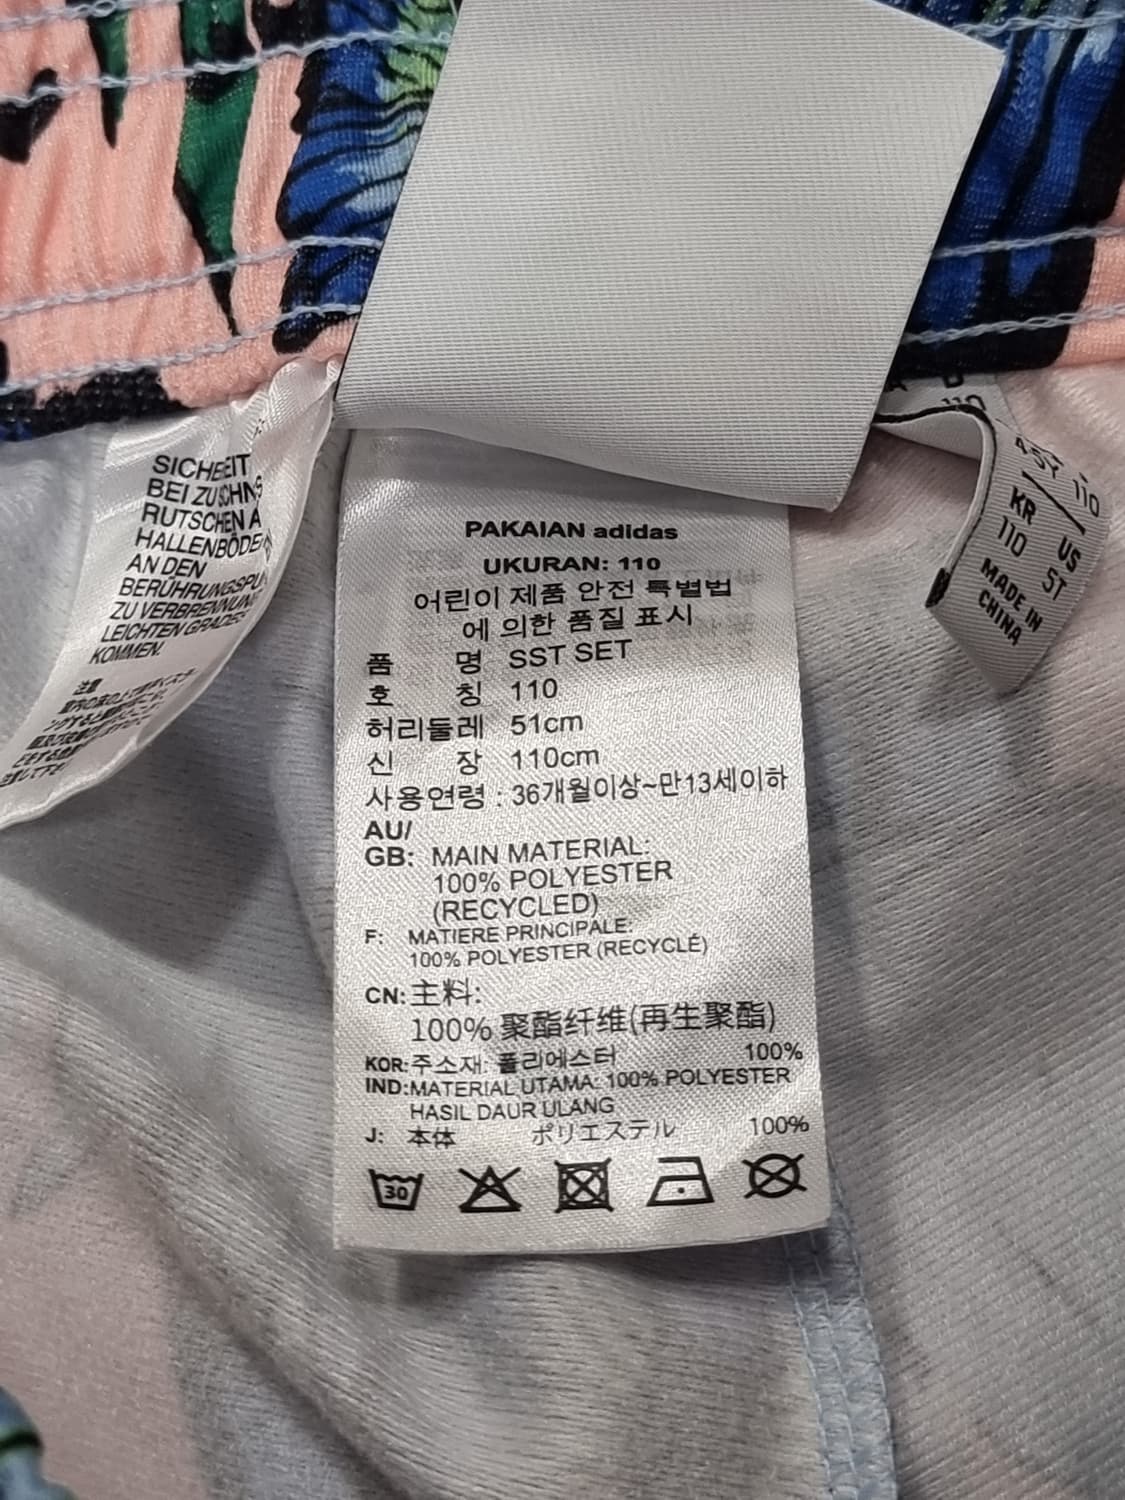 SICHE
BEI ZU
RUTSCHEN A
HALLENBÖDE
AN DEN
BERÜHRUNGSPU
ZU VERBRENNUN
LEICHTEN GRADES
KOMMEN.
注意
PAKAIAN adidas
UKURAN: 110
어린이 제품 안전 특별법
에 의한 품질 표시
품 명 SST SET
호 칭 110
허리둘레 51cm
신 장 110cm
사용연령 : 36개월이상~만13세이하
AU/
GB: MAIN MATERIAL:
100% POLYESTER
(RECYCLED)
F: MATIERE PRINCIPALE:
100% POLYESTER (RECYCLÉ)
CN: 主料:
100% 聚酯纤维(再生聚酯)
KOR: 주소재: 폴리에스터 100%
IND: MATERIAL UTAMA: 100% POLYESTER
HASIL DAUR ULANG
J: 本体 ポリエステル 100%
30
110
KR
110
US
5T
MADE IN
CHINA